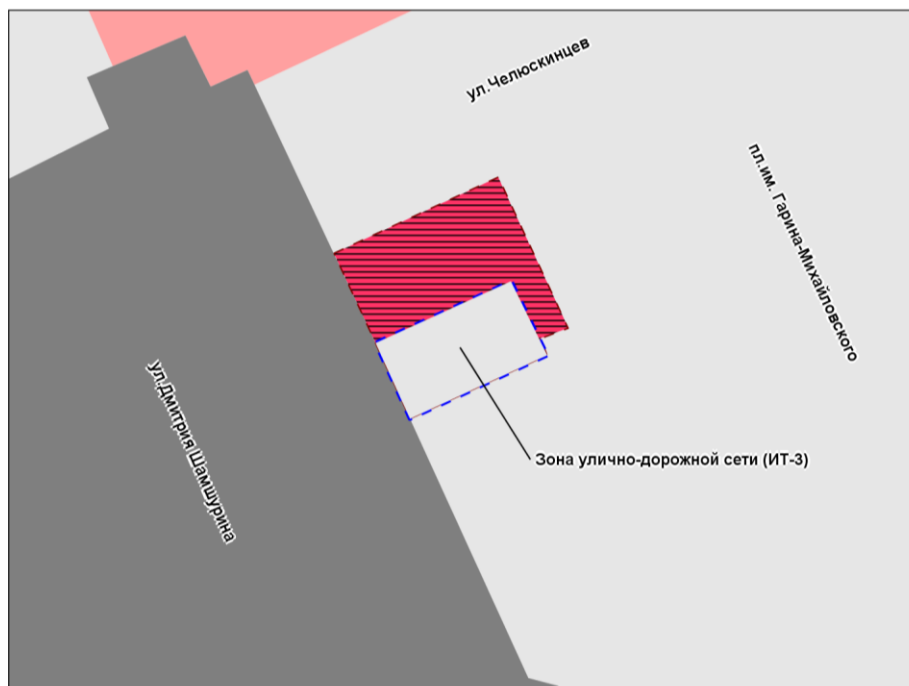 ул.Челюскинцев
пл.им. Гарина-Михайловского
ул.Дмитрия Шамшурина
Зона улично-дорожной сети (ИТ-3)